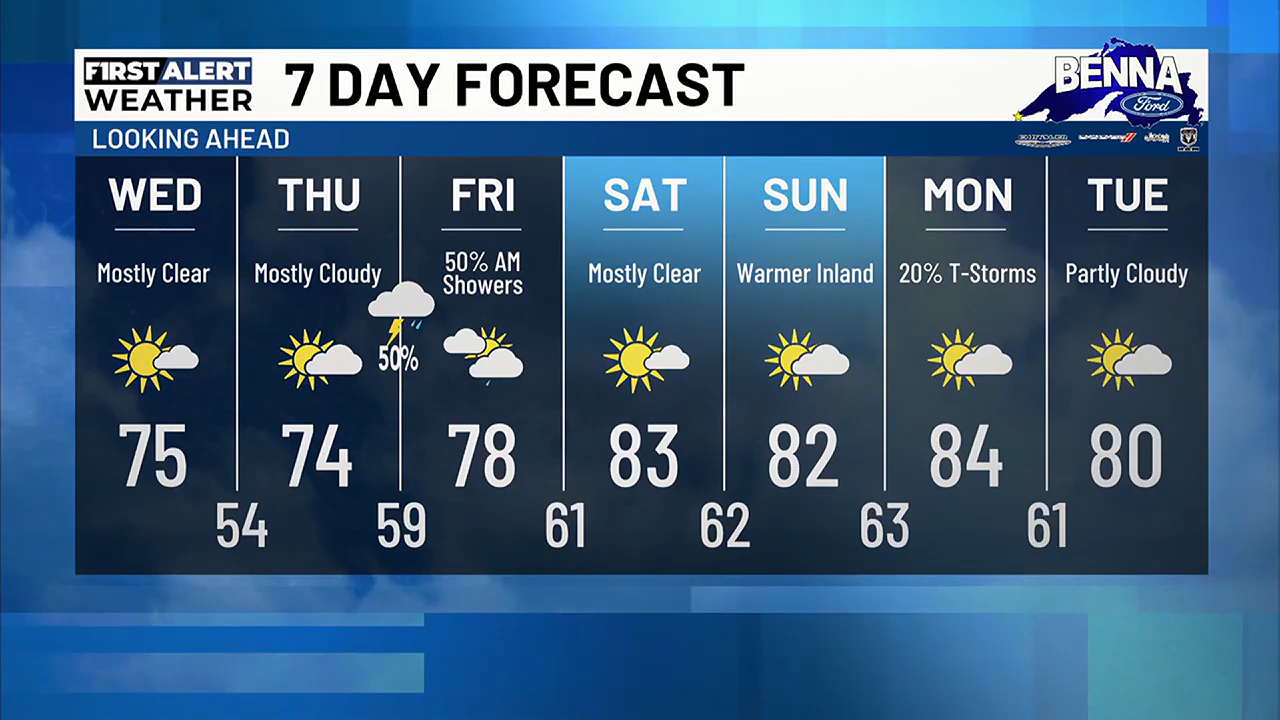 FIRST ALERT
WEATHER
7 DAY FORECAST
BENNA
Ford
LOOKING AHEAD
CHRYSLER
RAM
WED THU FRI SAT SUN MON TUE
Mostly Clear
Mostly Cloudy
50% AM
Showers
Mostly Clear
Warmer Inland
20% T-Storms
Partly Cloudy
50%
75 74 78 83 82 84 80
54 59 61 62 63 61